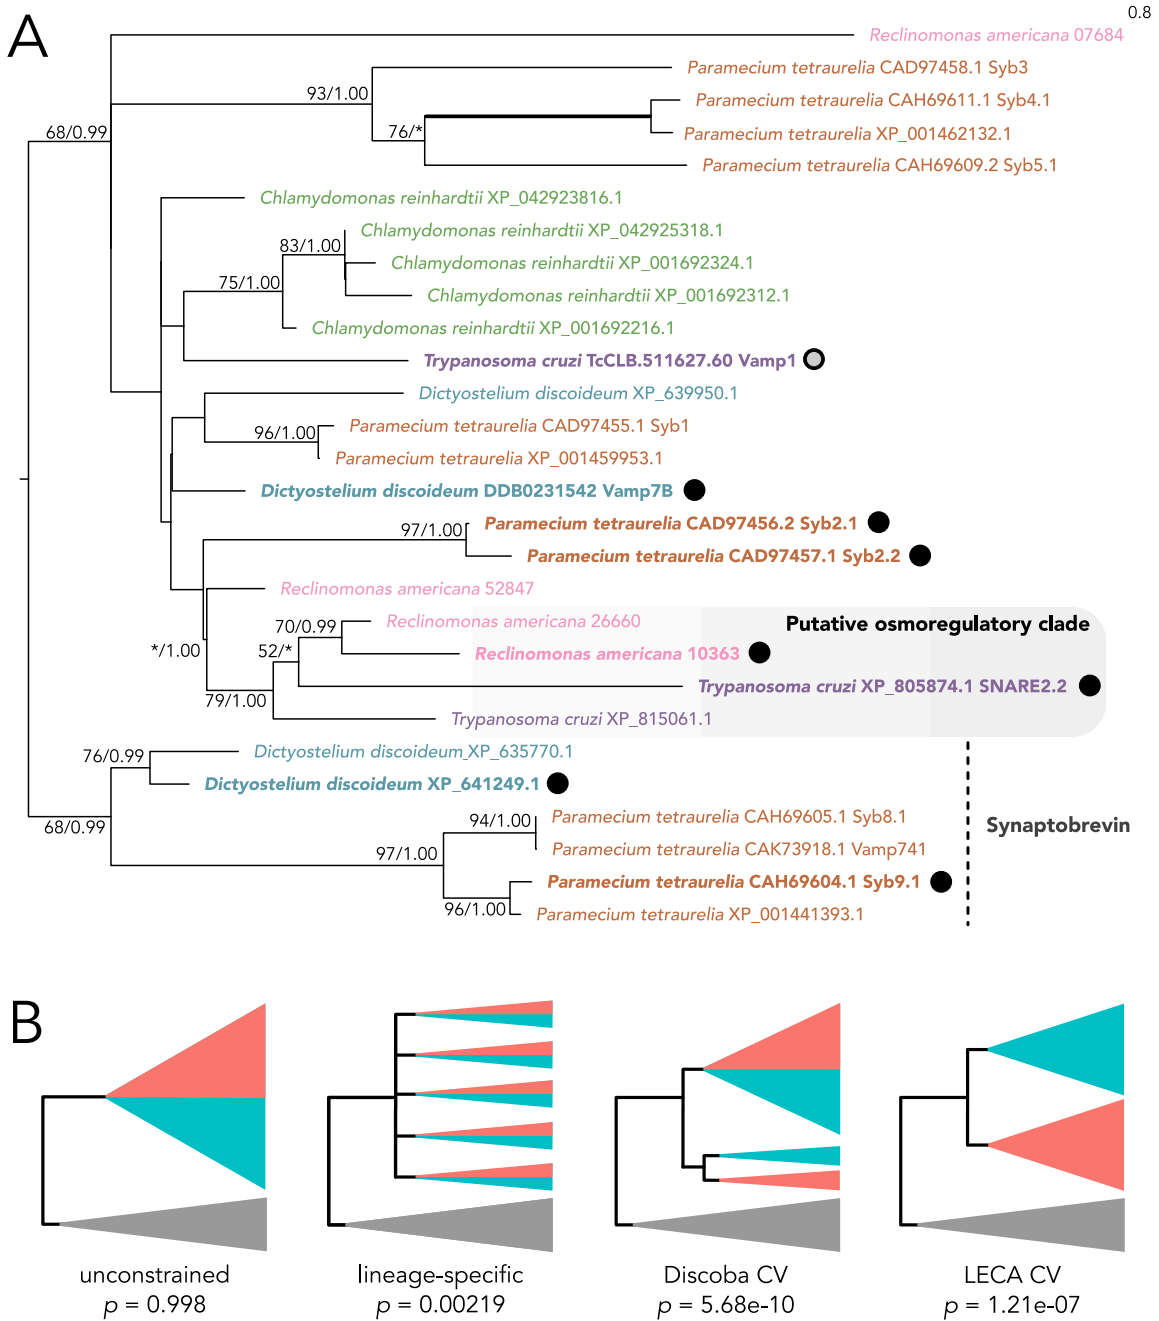 A
0.8
Reclinomonas americana 07684
Paramecium tetraurelia CAD97458.1 Syb3
93/1.00
Paramecium tetraurelia CAH69611.1 Syb4.1
68/0.99
76/*
Paramecium tetraurelia XP_001462132.1
Paramecium tetraurelia CAH69609.2 Syb5.1
Chlamydomonas reinhardtii XP_042923816.1
Chlamydomonas reinhardtii XP_042925318.1
83/1.00
Chlamydomonas reinhardtii XP_001692324.1
75/1.00
Chlamydomonas reinhardtii XP_001692312.1
Chlamydomonas reinhardtii XP_001692216.1
Trypanosoma cruzi TcCLB.511627.60 Vamp1
Dictyostelium discoideum XP_639950.1
Paramecium tetraurelia CAD97455.1 Syb1
96/1.00
Paramecium tetraurelia XP_001459953.1
Dictyostelium discoideum DDB0231542 Vamp7B
Paramecium tetraurelia CAD97456.2 Syb2.1
97/1.00
Paramecium tetraurelia CAD97457.1 Syb2.2
Reclinomonas americana 52847
Reclinomonas americana 26660
Putative osmoregulatory clade
70/0.99
*/1.00
52/*
Reclinomonas americana 10363
Trypanosoma cruzi XP_805874.1 SNARE2.2
79/1.00
Trypanosoma cruzi XP_815061.1
Dictyostelium discoideum_XP_635770.1
76/0.99
Dictyostelium discoideum XP_641249.1
68/0.99
Paramecium tetraurelia CAH69605.1 Syb8.1
94/1.00
Synaptobrevin
97/1.00
Paramecium tetraurelia CAK73918.1 Vamp741
Paramecium tetraurelia CAH69604.1 Syb9.1
96/1.00
Paramecium tetraurelia XP_001441393.1
B
unconstrained
p = 0.998
lineage-specific
p = 0.00219
Discoba CV
p = 5.68e-10
LECA CV
p = 1.21e-07